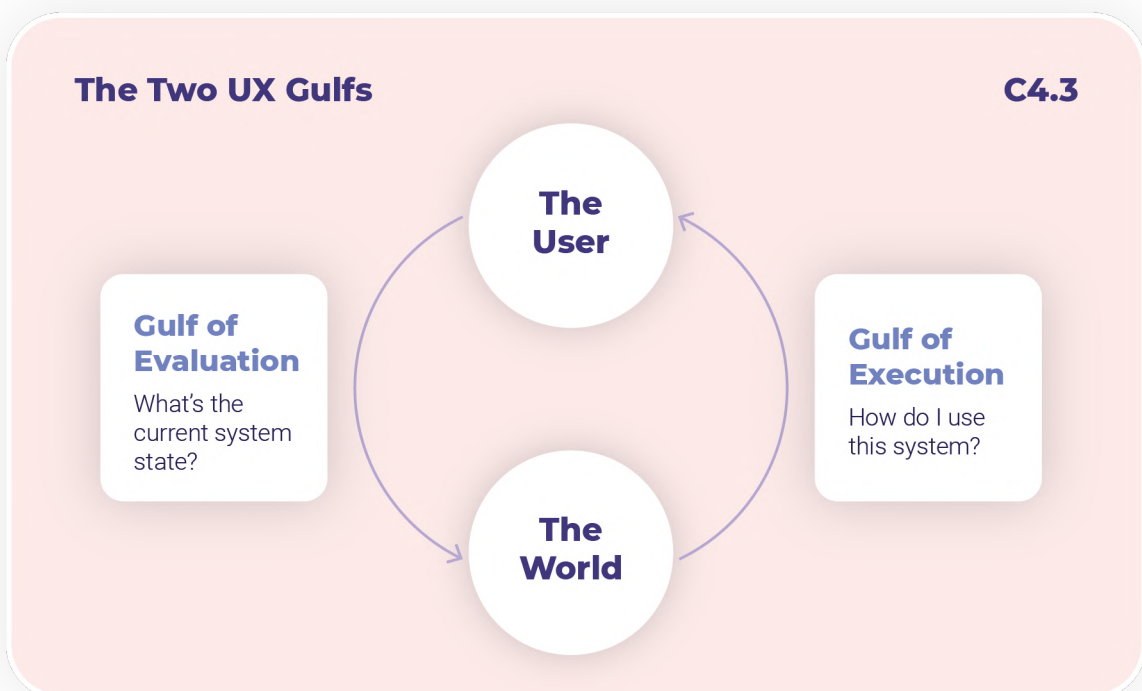 The Two UX Gulfs
C4.3
The
User
Gulf of
Evaluation
What’s the
current system
state?
Gulf of
Execution
How do I use
this system?
The
World